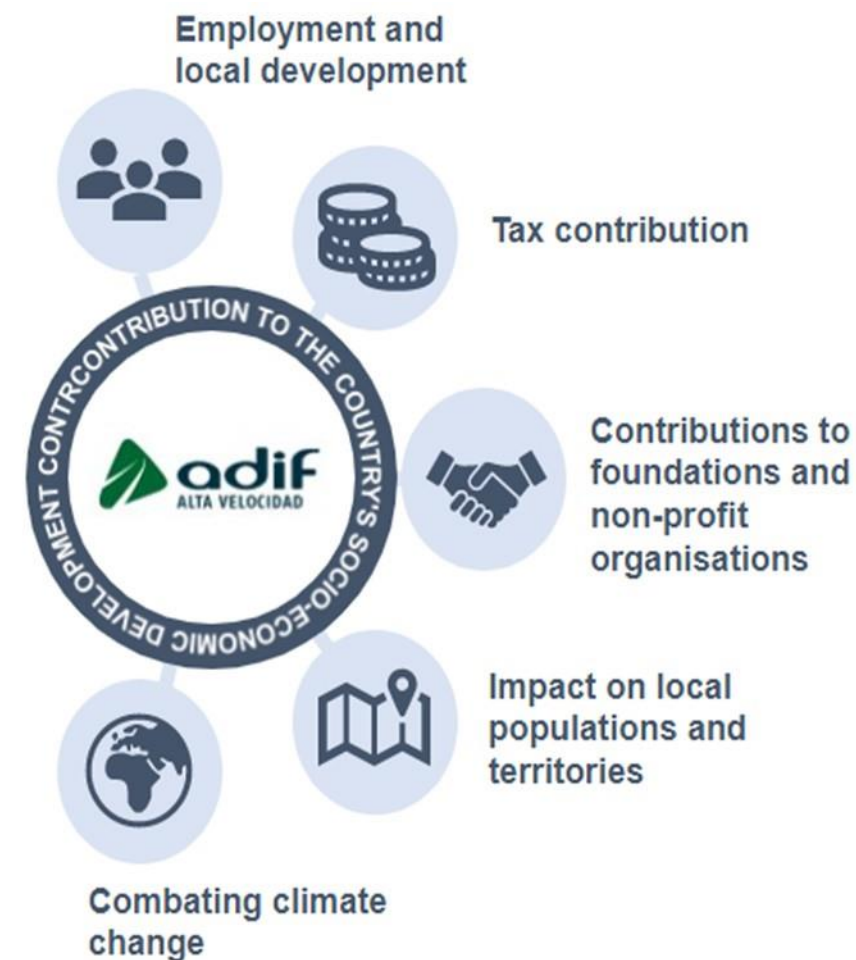 Employment and
local development
Tax contribution
CONTRCONTRIBUTION TO THE COUNTRY'S SOCIO-ECONOMIC DEVELOPMENT
adif
ALTA VELOCIDAD
Contributions to
foundations and
non-profit
organisations
Impact on local
populations and
territories
Combating climate
change